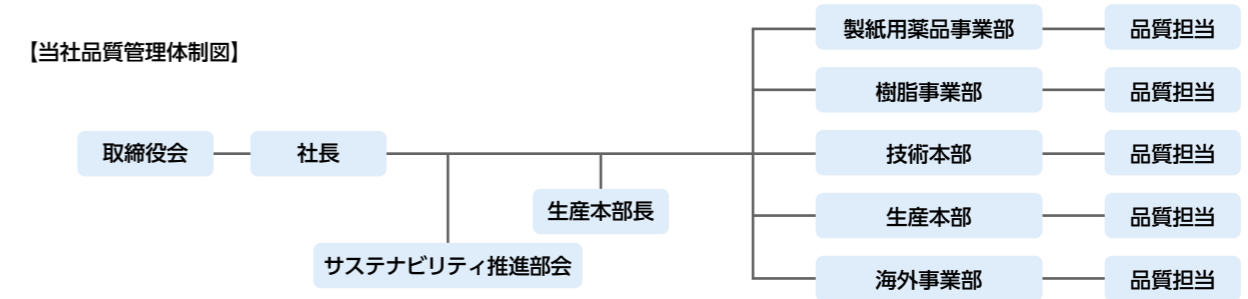 【当社品質管理体制図】
取締役会
社長
サステナビリティ推進部会
生産本部長
製紙用薬品事業部
品質担当
樹脂事業部
品質担当
技術本部
品質担当
生産本部
品質担当
海外事業部
品質担当